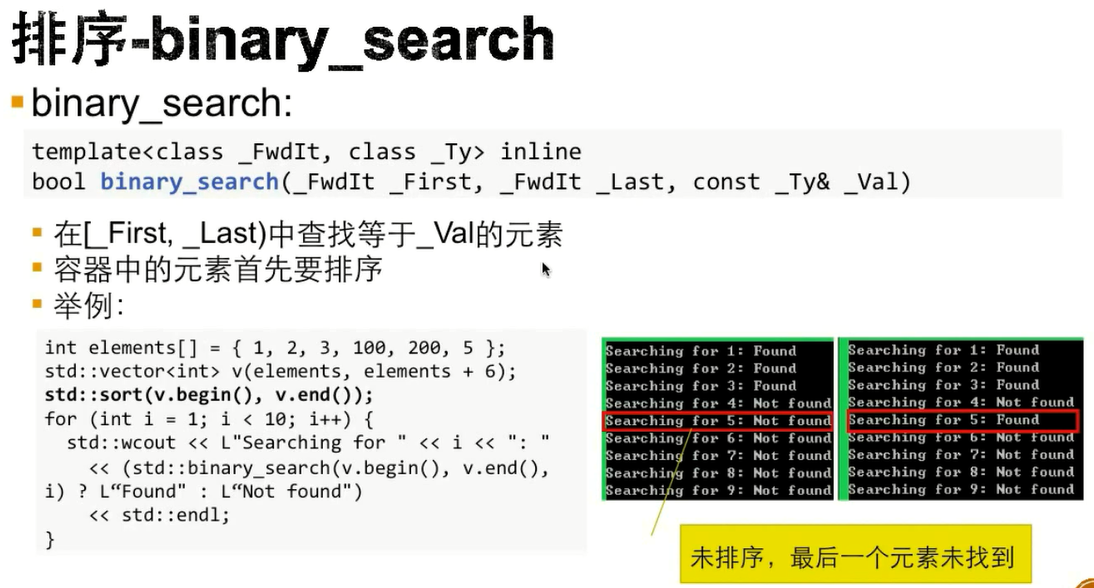 排序-binary_search
binary_search:
template<class _FwdIt, class _Ty> inline
bool binary_search(_FwdIt _First, _FwdIt _Last, const _Ty& _Val)
在[_First, _Last)中查找等于_Val的元素
容器中的元素首先要排序
举例:
int elements[] = { 1, 2, 3, 100, 200, 5 };
std::vector<int> v(elements, elements + 6);
std::sort(v.begin(), v.end());
for (int i = 1; i < 10; i++) {
std::wcout << L"Searching for " << i << ": "
<< (std::binary_search(v.begin(), v.end(),
i) ? L“Found" : L“Not found")
<< std::endl;
}
Searching for 1: Found
Searching for 2: Found
Searching for 3: Found
Searching for 4: Not found
Searching for 5: Not found
Searching for 6: Not found
Searching for 7: Not found
Searching for 8: Not found
Searching for 9: Not found
Searching for 1: Found
Searching for 2: Found
Searching for 3: Found
Searching for 4: Not found
Searching for 5: Found
Searching for 6: Not found
Searching for 7: Not found
Searching for 8: Not found
Searching for 9: Not found
未排序，最后一个元素未找到